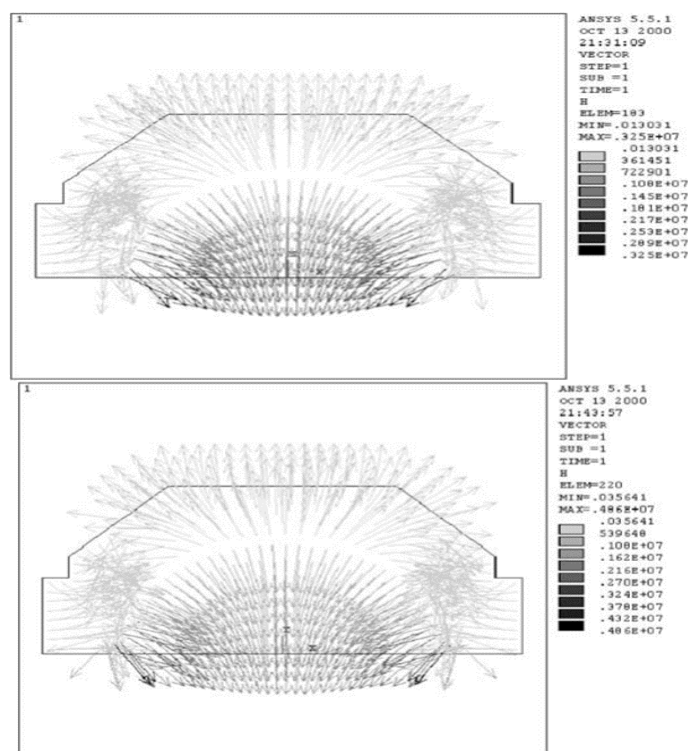 1
ANSYS 5.5.1
OCT 13 2000
21:31:09
VECTOR
STEP=1
SUB =1
TIME=1
H
ELEM=183
MIN=.013031
MAX=.325E+07
.013031
361451
722901
.108E+07
.145E+07
.181E+07
.217E+07
.253E+07
.289E+07
.325E+07
1
ANSYS 5.5.1
OCT 13 2000
21:43:57
VECTOR
STEP=1
SUB =1
TIME=1
H
ELEM=220
MIN=.035641
MAX=.486E+07
.035641
539648
.108E+07
.162E+07
.216E+07
.270E+07
.324E+07
.378E+07
.432E+07
.486E+07